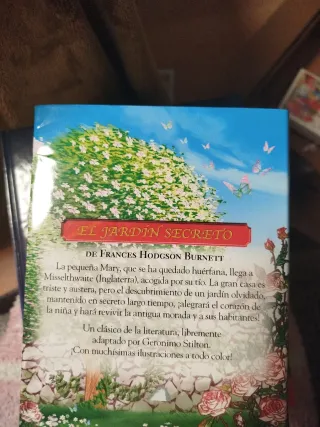 EL JARDÍN SECRETO
DE FRANCES HODGSON BURNETT
La pequeña Mary, que se ha quedado huérfana, llega a
Misselthwaite (Inglaterra), acogida por su tío. La gran casa es
triste y austera, pero el descubrimiento de un jardín olvidado,
mantenido en secreto largo tiempo, ¡alegrará el corazón de
la niña y hará revivir la antigua morada y a sus habitantes!
Un clásico de la literatura, libremente
adaptado por Geronimo Stilton.
¡Con muchísimas ilustraciones a todo color!